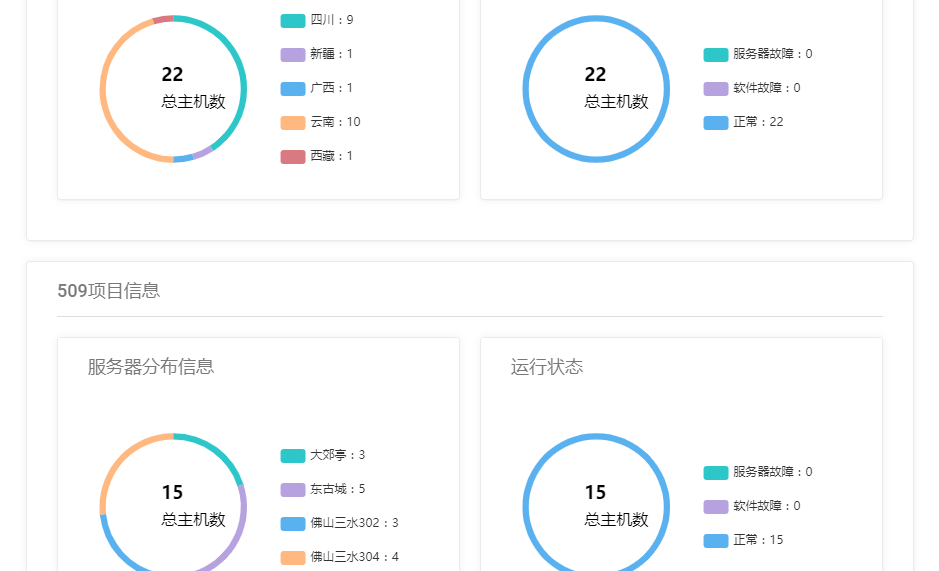 22
总主机数
四川：9
新疆：1
广西：1
云南：10
西藏：1
22
总主机数
服务器故障：0
软件故障：0
正常：22
509项目信息
服务器分布信息
15
总主机数
大郊亭：3
东古城：5
佛山三水302：3
佛山三水304：4
运行状态
15
总主机数
服务器故障：0
软件故障：0
正常：15